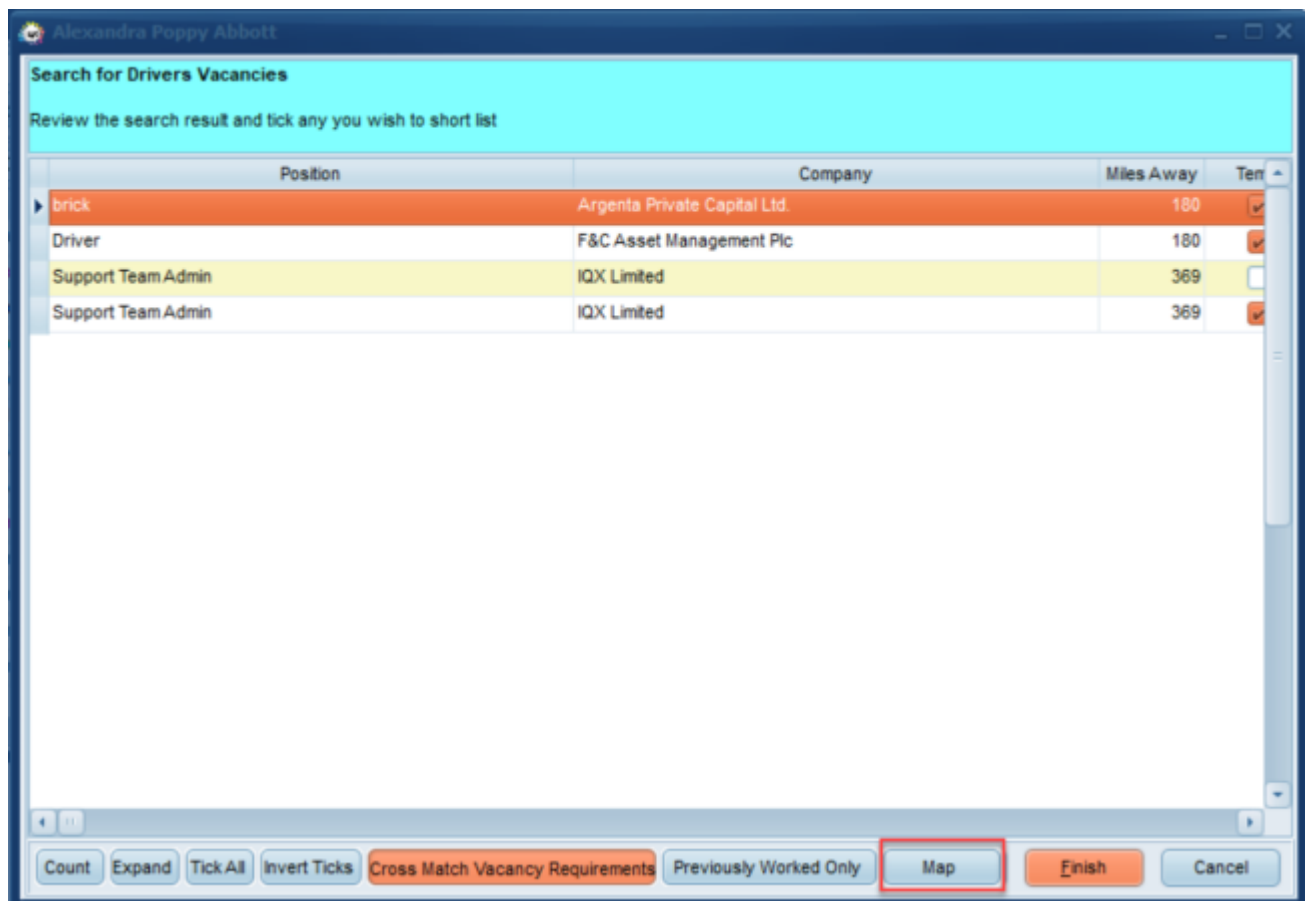 Alexandra Poppy Abbott
Search for Drivers Vacancies
Review the search result and tick any you wish to short list
Position Company Miles Away Tem
brick Argenta Private Capital Ltd. 180
Driver F&C Asset Management Plc 180
Support Team Admin IQX Limited 369
Support Team Admin IQX Limited 369
Count Expand Tick All Invert Ticks Cross Match Vacancy Requirements Previously Worked Only Map Finish Cancel